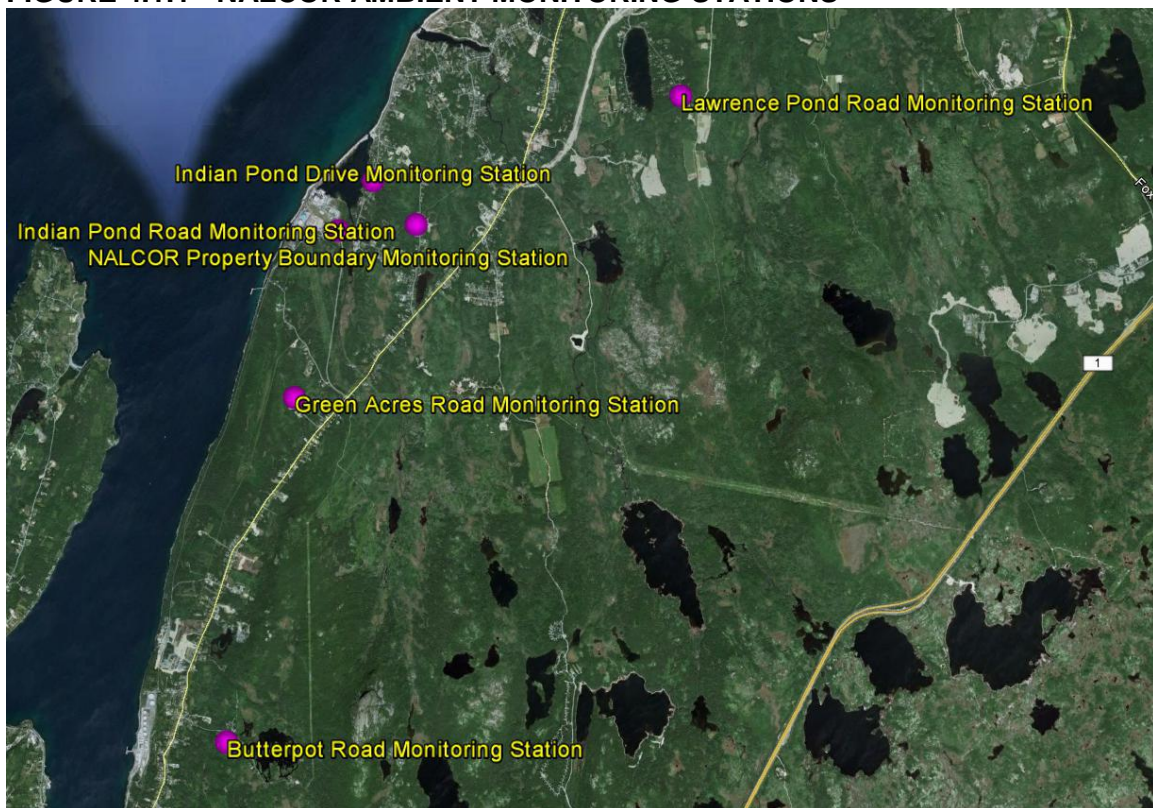 Lawrence Pond Road Monitoring Station
Indian Pond Drive Monitoring Station
Fox
Indian Pond Road Monitoring Station
NALCOR Property Boundary Monitoring Station
1
Green Acres Road Monitoring Station
Butterpot Road Monitoring Station